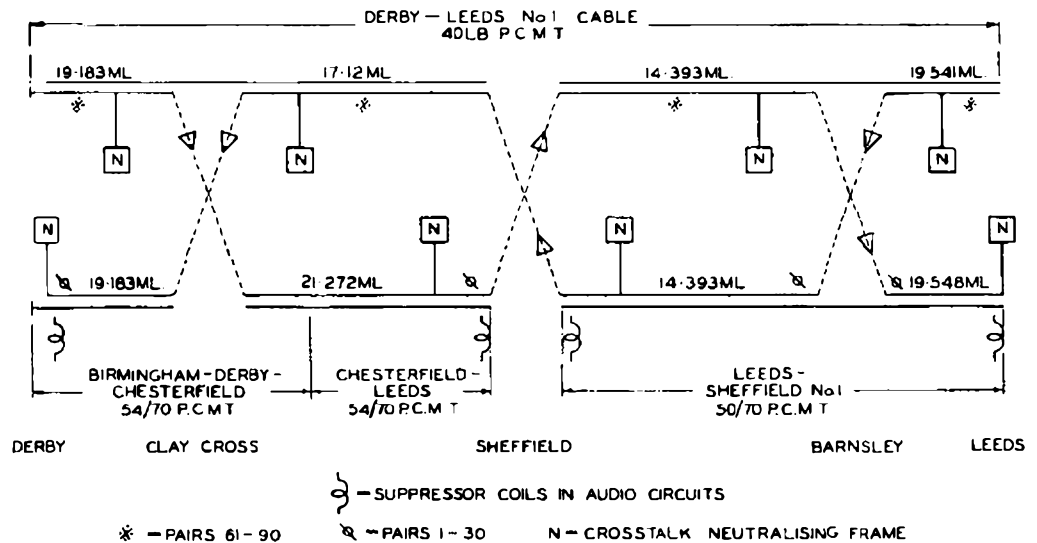 DERBY — LEEDS No1 CABLE
40LB P.C.M.T
19·183ML. 17·12ML. 14·393ML. 19·541ML.
N N N N
N N N N
19·183ML. 21·272ML. 14·393ML. 19·548ML.
BIRMINGHAM-DERBY-
CHESTERFIELD
54/70 P.C.M.T
CHESTERFIELD-
LEEDS
54/70 P.C.M.T
LEEDS-
SHEFFIELD No1
50/70 P.C.M.T
DERBY CLAY CROSS SHEFFIELD BARNSLEY LEEDS
— SUPPRESSOR COILS IN AUDIO CIRCUITS
— PAIRS 61-90 — PAIRS 1-30 N — CROSSTALK NEUTRALISING FRAME